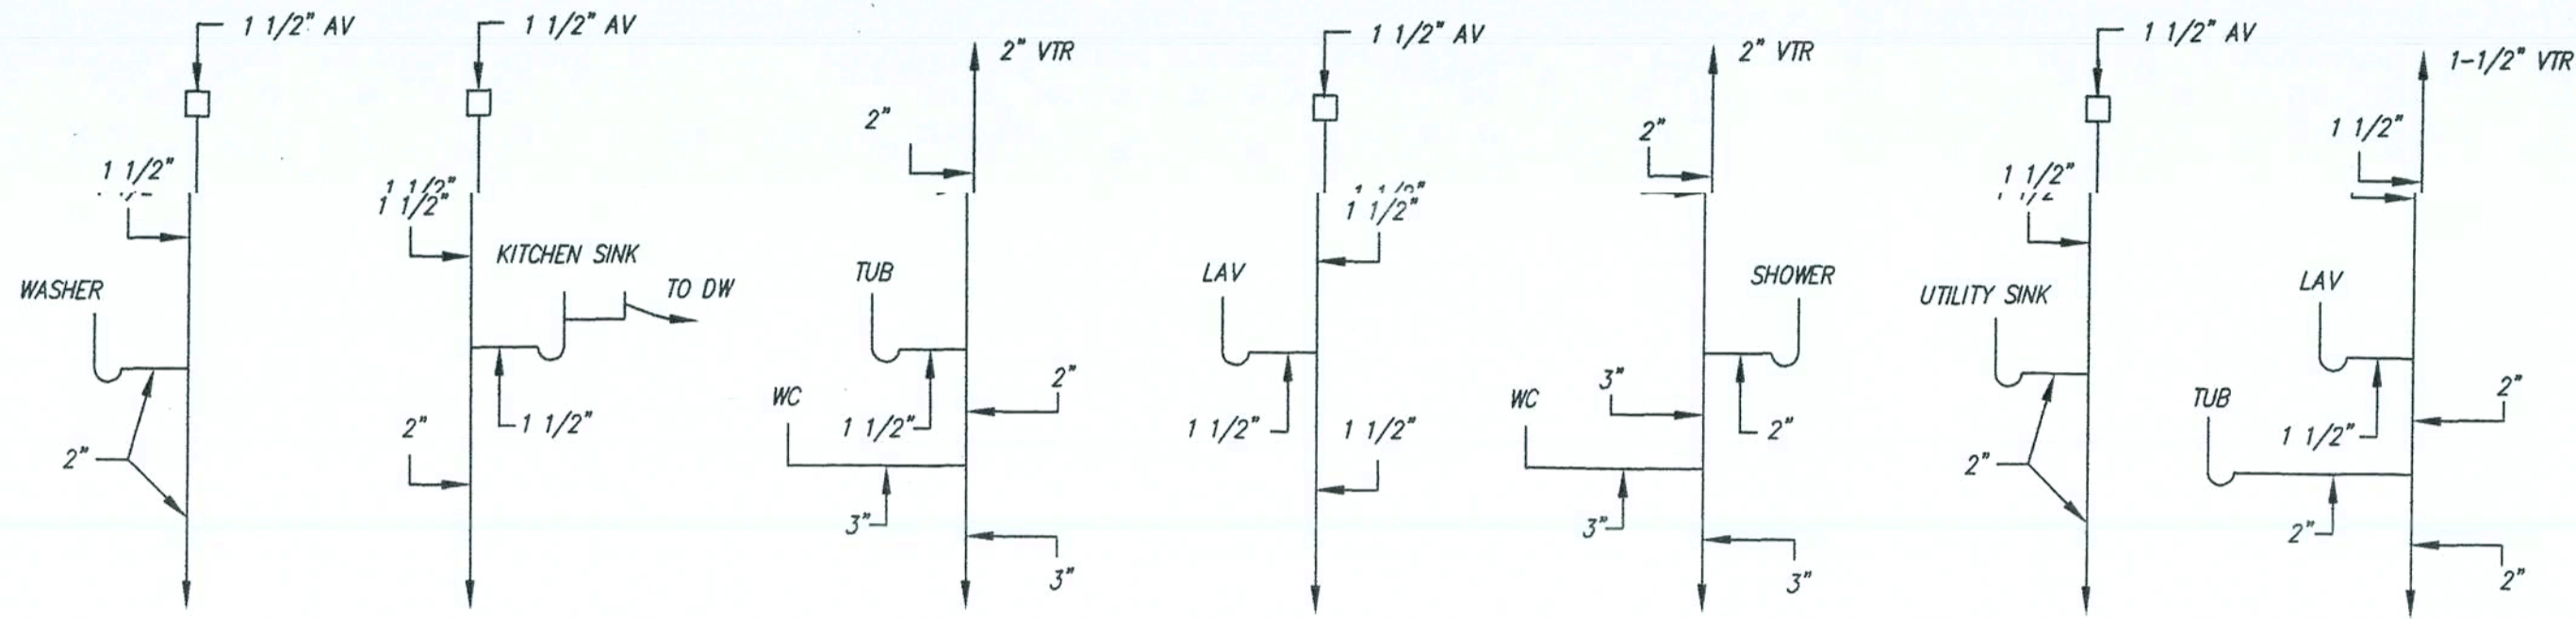 1 1/2" AV
1 1/2"
WASHER
2"
1 1/2" AV
1 1/2"
1 1/2"
KITCHEN SINK
TO DW
1 1/2"
2"
2" VTR
2"
TUB
2"
WC
1 1/2"
3"
3"
1 1/2" AV
1 1/2"
1 1/2"
LAV
1 1/2"
1 1/2"
2" VTR
2"
SHOWER
3"
WC
2"
3"
3"
1 1/2" AV
1 1/2"
UTILITY SINK
2"
1-1/2" VTR
1 1/2"
LAV
2"
TUB
1 1/2"
2"
2"